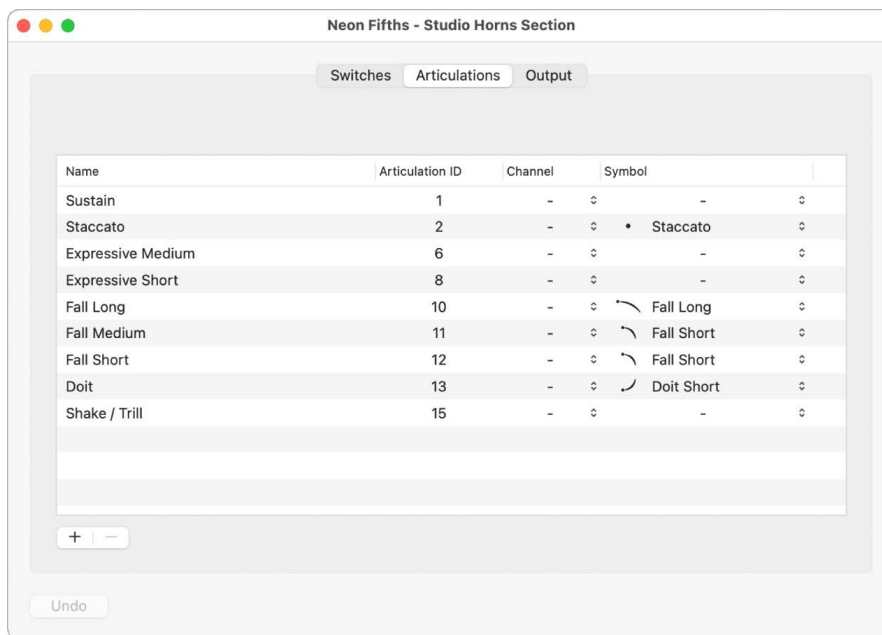 Neon Fifths - Studio Horns Section
Switches Articulations Output
Name Articulation ID Channel Symbol
Sustain 1 - -
Staccato 2 - Staccato
Expressive Medium 6 - -
Expressive Short 8 - -
Fall Long 10 - Fall Long
Fall Medium 11 - Fall Short
Fall Short 12 - Fall Short
Doit 13 - Doit Short
Shake / Trill 15 - -
+ −
Undo